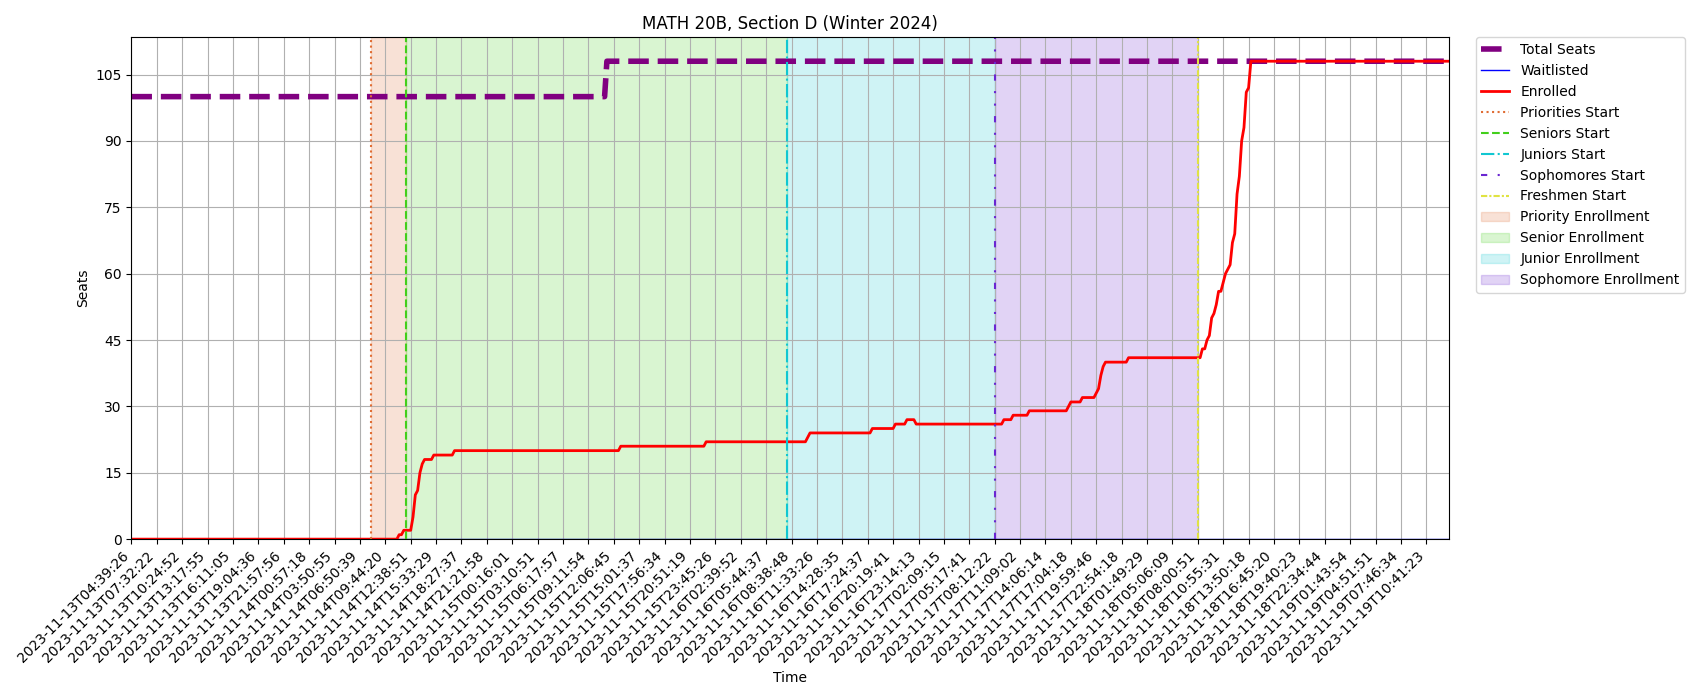 MATH 20B, Section D (Winter 2024)
Seats
105
90
75
60
45
30
15
0
2023-11-13T04:39:26
2023-11-13T07:32:22
2023-11-13T10:24:52
2023-11-13T13:17:55
2023-11-13T16:11:05
2023-11-13T19:04:36
2023-11-13T21:57:56
2023-11-14T00:57:18
2023-11-14T03:50:55
2023-11-14T06:50:39
2023-11-14T09:44:20
2023-11-14T12:38:51
2023-11-14T15:33:29
2023-11-14T18:27:37
2023-11-14T21:21:58
2023-11-15T00:16:01
2023-11-15T03:10:51
2023-11-15T06:17:57
2023-11-15T09:11:54
2023-11-15T12:06:45
2023-11-15T15:01:37
2023-11-15T17:56:34
2023-11-15T20:51:19
2023-11-15T23:45:26
2023-11-16T02:39:52
2023-11-16T05:44:37
2023-11-16T08:38:48
2023-11-16T11:33:26
2023-11-16T14:28:35
2023-11-16T17:24:37
2023-11-16T20:19:41
2023-11-16T23:14:13
2023-11-17T02:09:15
2023-11-17T05:17:41
2023-11-17T08:12:22
2023-11-17T11:09:02
2023-11-17T14:06:14
2023-11-17T17:04:18
2023-11-17T19:59:46
2023-11-17T22:54:18
2023-11-18T01:49:29
2023-11-18T05:06:09
2023-11-18T08:00:51
2023-11-18T10:55:31
2023-11-18T13:50:18
2023-11-18T16:45:20
2023-11-18T19:40:23
2023-11-18T22:34:44
2023-11-19T01:43:54
2023-11-19T04:51:51
2023-11-19T07:46:34
2023-11-19T10:41:23
Time
Total Seats
Waitlisted
Enrolled
Priorities Start
Seniors Start
Juniors Start
Sophomores Start
Freshmen Start
Priority Enrollment
Senior Enrollment
Junior Enrollment
Sophomore Enrollment